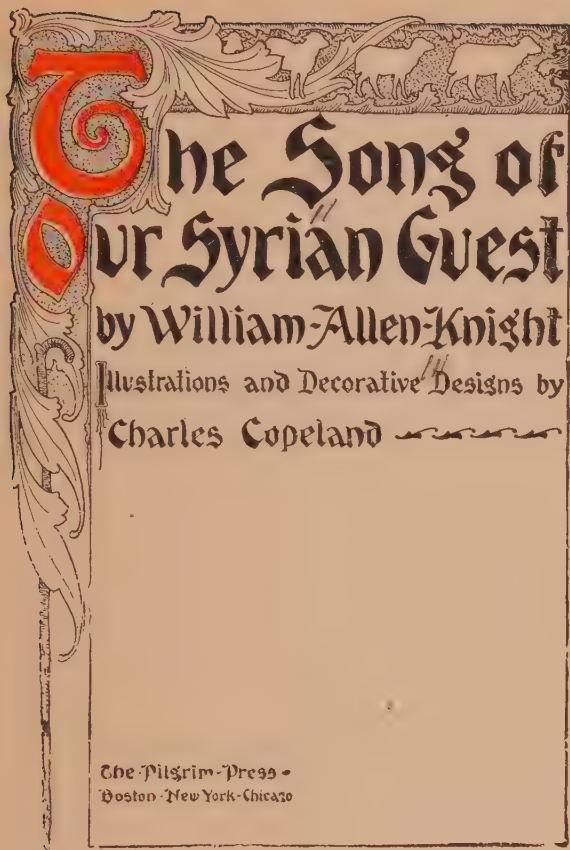 The Song of
Our Syrian Guest
by William-Allen-Knight
Illustrations and Decorative Designs by
Charles Copeland
The-Pilgrim-Press-
Boston-New York-Chicago